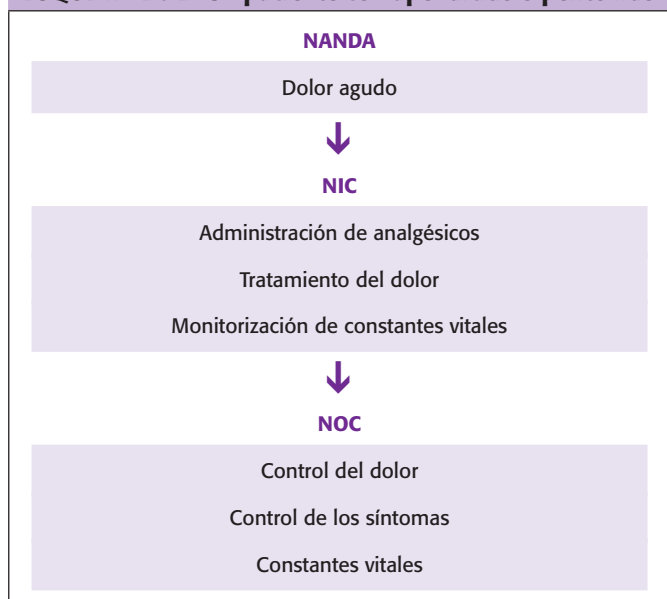 NANDA
Dolor agudo
NIC
Administración de analgésicos
Tratamiento del dolor
Monitorización de constantes vitales
NOC
Control del dolor
Control de los síntomas
Constantes vitales